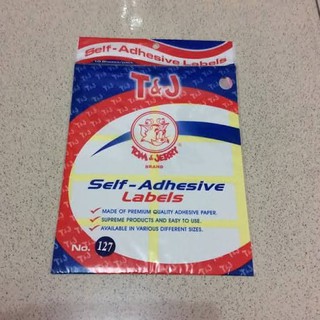 Self-Adhesive Labels
T&J
TOM & JERRY
BRAND
Self-Adhesive
Labels
✓ MADE OF PREMIUM QUALITY ADHESIVE PAPER.
✓ SUPREME PRODUCTS AND EASY TO USE.
✓ AVAILABLE IN VARIOUS DIFFERENT SIZES.
No. 127